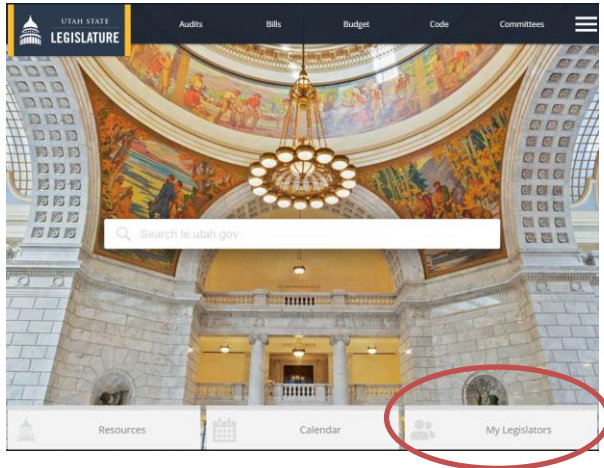 UTAH STATE
LEGISLATURE
Audits
Bills
Budget
Code
Committees
Search le.utah.gov
Resources
Calendar
My Legislators